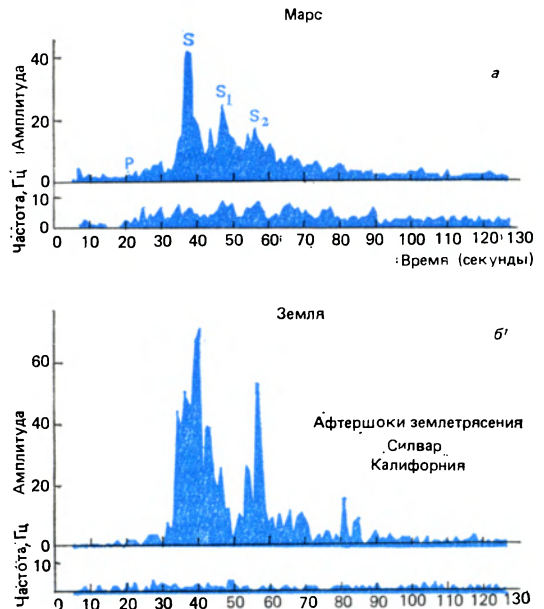 Марс
а
Амплитуда
40
20
0
S
S₁
S₂
P
Частота, Гц
10
0
0 10 20 30 40 50 60 70 80 90 100 110 120 130
Время (секунды)
Земля
б
Амплитуда
60
40
20
0
Афтершоки землетрясения
Силвар
Калифорния
Частота, Гц
10
0 10 20 30 40 50 60 70 80 90 100 110 120 130